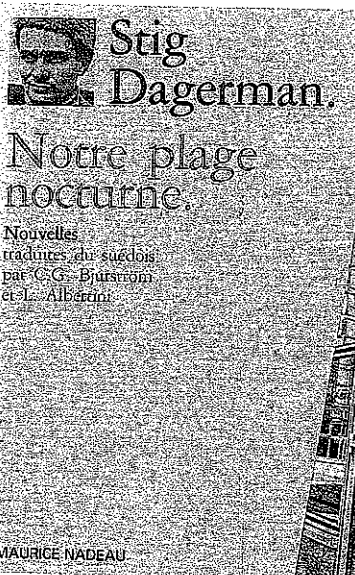 Stig
Dagerman.
Notre plage
nocturne.
Nouvelles
traduites du suédois
par C.G. Bjurström
et L. Albertini
MAURICE NADEAU